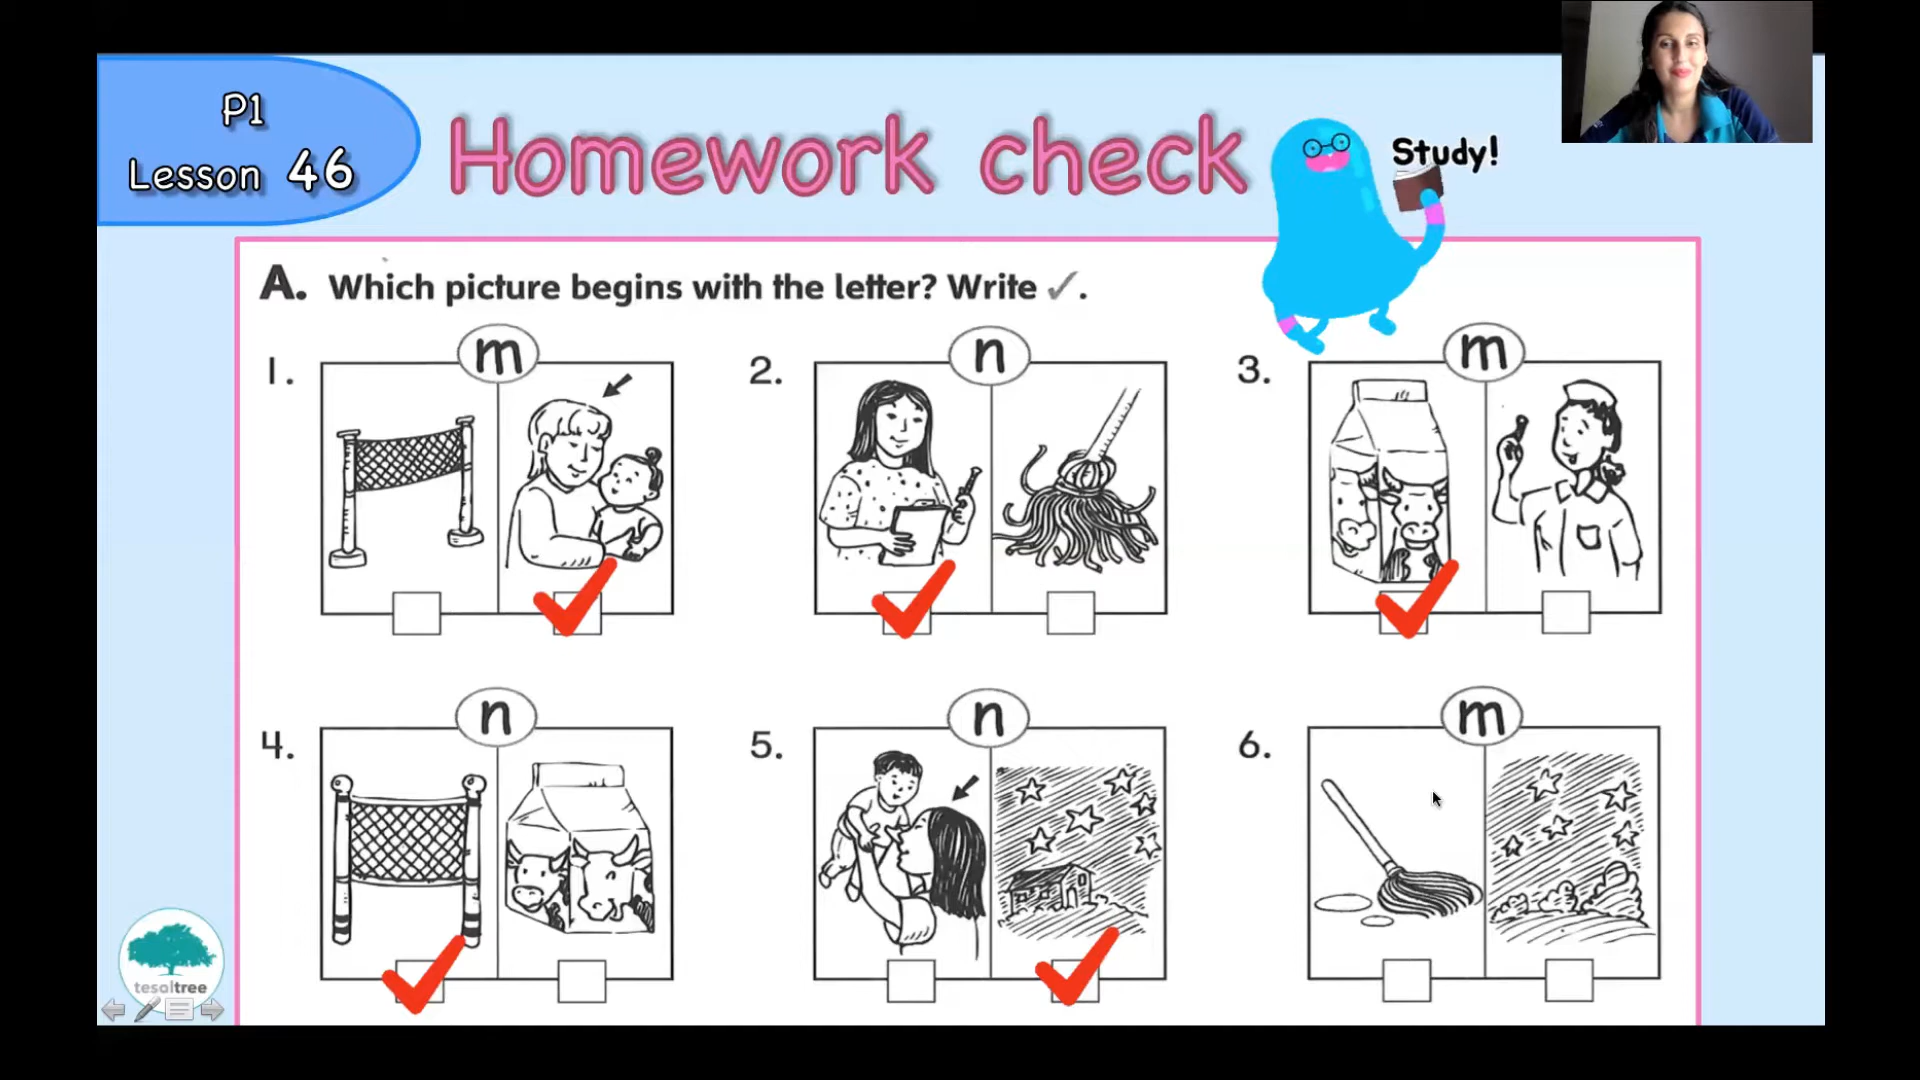 P1
Lesson 46
Homework check
Study!
A. Which picture begins with the letter? Write ✓.
1. m
2. n
3. m
4. n
5. n
6. m
tesoltree